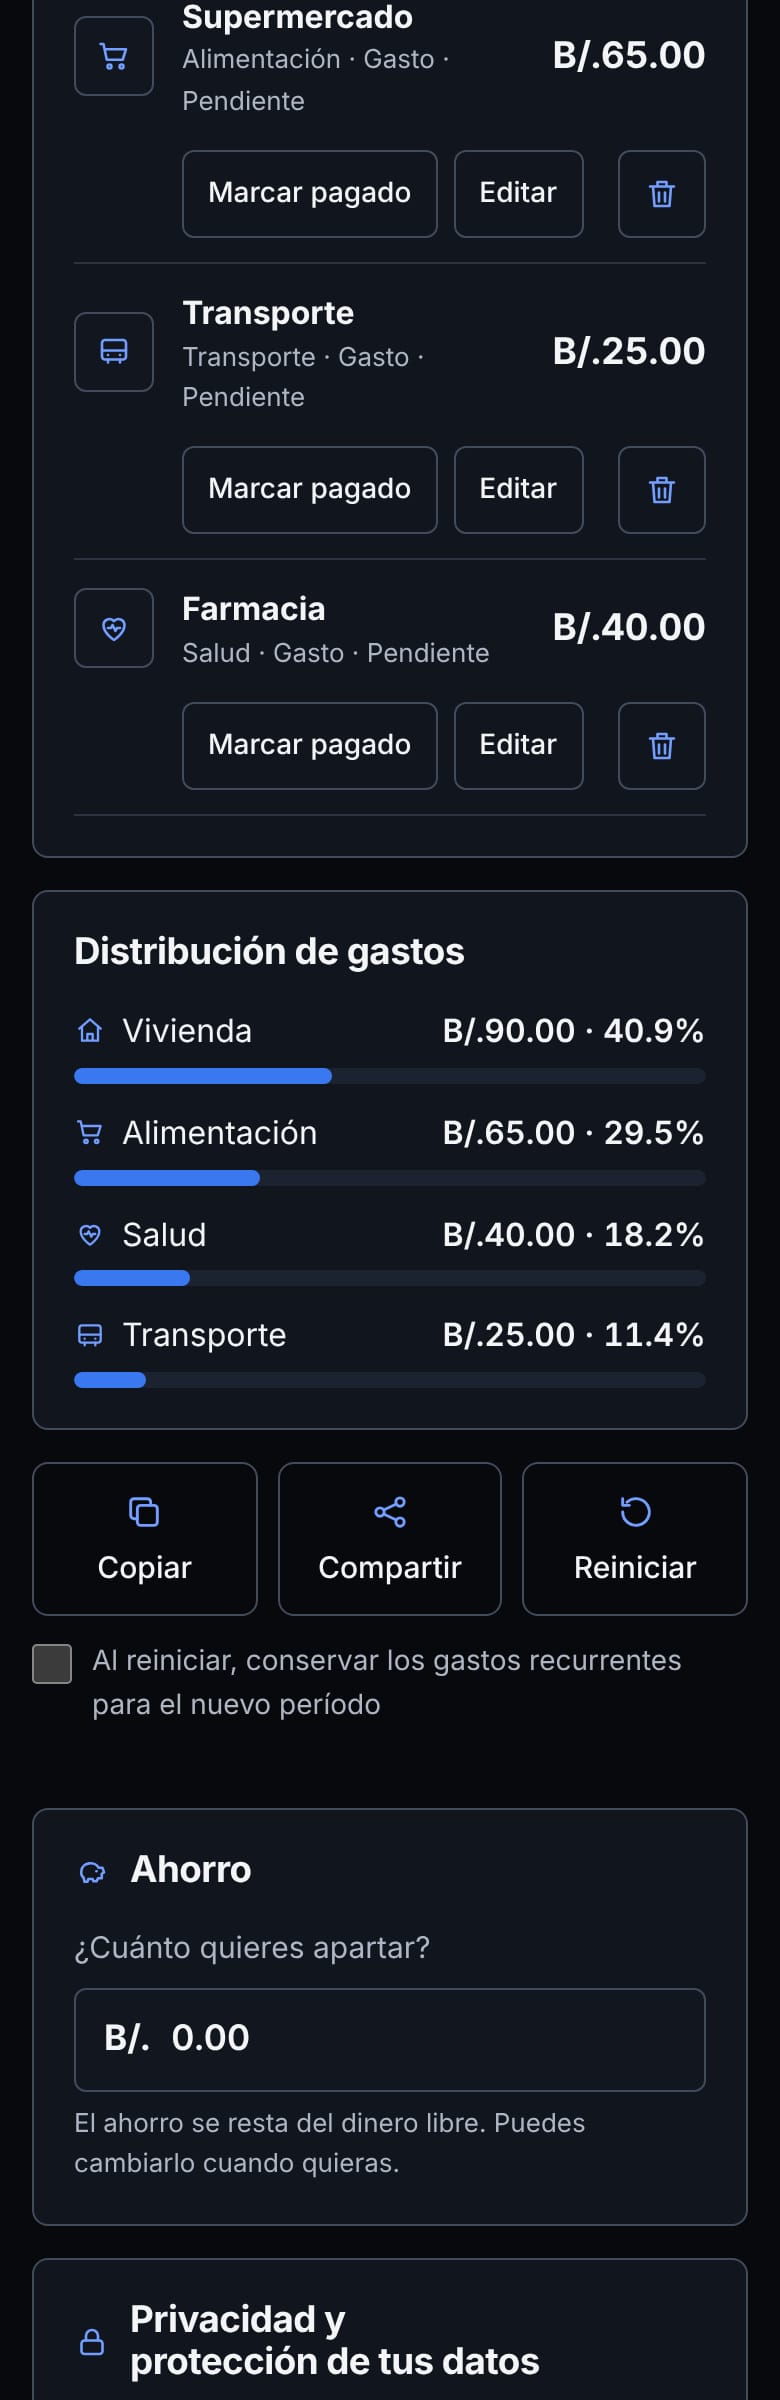 Supermercado
Alimentación · Gasto ·
Pendiente
B/.65.00
Marcar pagado
Editar
Transporte
Transporte · Gasto ·
Pendiente
B/.25.00
Marcar pagado
Editar
Farmacia
Salud · Gasto · Pendiente
B/.40.00
Marcar pagado
Editar
Distribución de gastos
Vivienda B/.90.00 · 40.9%
Alimentación B/.65.00 · 29.5%
Salud B/.40.00 · 18.2%
Transporte B/.25.00 · 11.4%
Copiar
Compartir
Reiniciar
Al reiniciar, conservar los gastos recurrentes
para el nuevo período
Ahorro
¿Cuánto quieres apartar?
B/. 0.00
El ahorro se resta del dinero libre. Puedes
cambiarlo cuando quieras.
Privacidad y
protección de tus datos